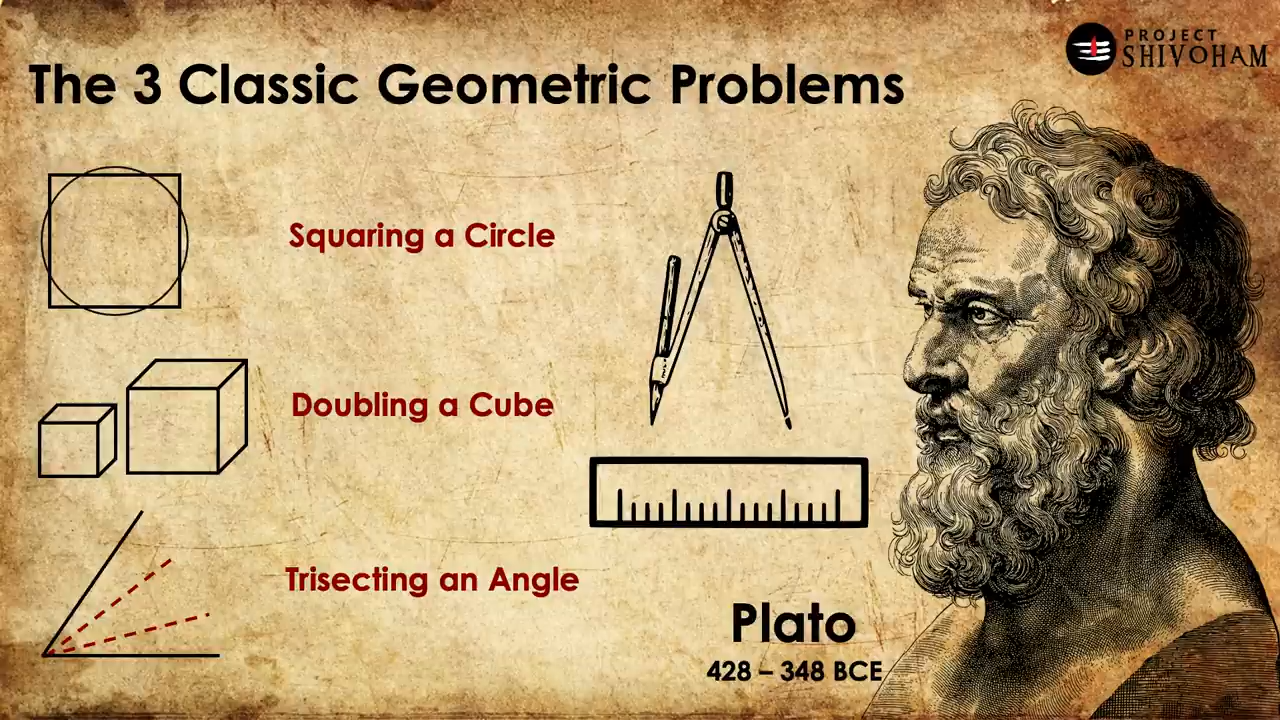 PROJECT
SHIVOHAM
The 3 Classic Geometric Problems
Squaring a Circle
Doubling a Cube
Trisecting an Angle
Plato
428 – 348 BCE